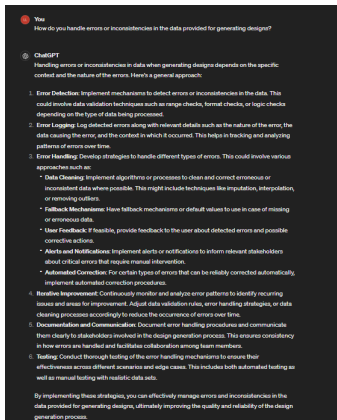 You
How do you handle errors or inconsistencies in the data provided for generating designs?
ChatGPT
Handling errors or inconsistencies in data when generating designs depends on the specific
context and the nature of the errors. Here's a general approach:
1. Error Detection: Implement mechanisms to detect errors or inconsistencies in the data. This
could involve data validation techniques such as range checks, format checks, or logic checks
depending on the type of data being processed.
2. Error Logging: Log detected errors along with relevant details such as the nature of the error, the
data causing the error, and the context in which it occurred. This helps in tracking and analyzing
patterns of errors over time.
3. Error Handling: Develop strategies to handle different types of errors. This could involve various
approaches such as:
• Data Cleaning: Implement algorithms or processes to clean or correct erroneous or
inconsistent data where possible. This might include techniques like imputation, interpolation,
or removing outliers.
• Fallback Mechanisms: Have fallback mechanisms or default values to use in case of missing
or erroneous data.
• User Feedback: If feasible, provide feedback to the user about detected errors and possible
corrective actions.
• Alerts and Notifications: Implement alerts or notifications to inform relevant stakeholders
about critical errors that require manual intervention.
• Automated Correction: For certain types of errors that can be reliably corrected automatically,
implement automated correction procedures.
4. Iterative Improvement: Continuously monitor and analyze error patterns to identify recurring
issues and areas for improvement. Adjust data validation rules, error handling strategies, or data
cleaning processes accordingly to reduce the occurrence of errors over time.
5. Documentation and Communication: Document error handling procedures and communicate
them clearly to stakeholders involved in the design generation process. This ensures consistency
in how errors are handled and facilitates collaboration among team members.
6. Testing: Conduct thorough testing of the error handling mechanisms to ensure their
effectiveness across different scenarios and edge cases. This includes both automated testing as
well as manual testing with realistic data sets.
By implementing these strategies, you can effectively manage errors and inconsistencies in the
data provided for generating designs, ultimately improving the quality and reliability of the design
generation process.